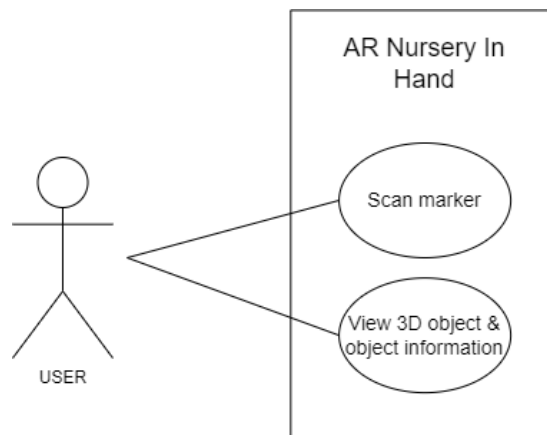 AR Nursery In
Hand
Scan marker
View 3D object &
object information
USER